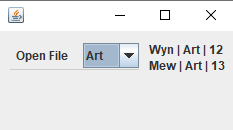 Open File
Art
Wyn | Art | 12
Mew | Art | 13